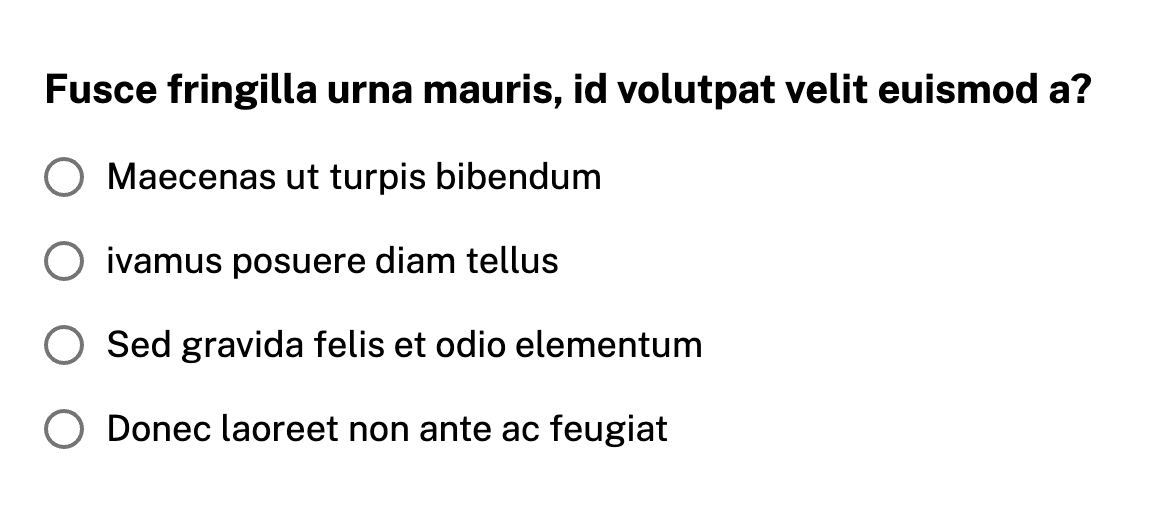 Fusce fringilla urna mauris, id volutpat velit euismod a?
Maecenas ut turpis bibendum
ivamus posuere diam tellus
Sed gravida felis et odio elementum
Donec laoreet non ante ac feugiat